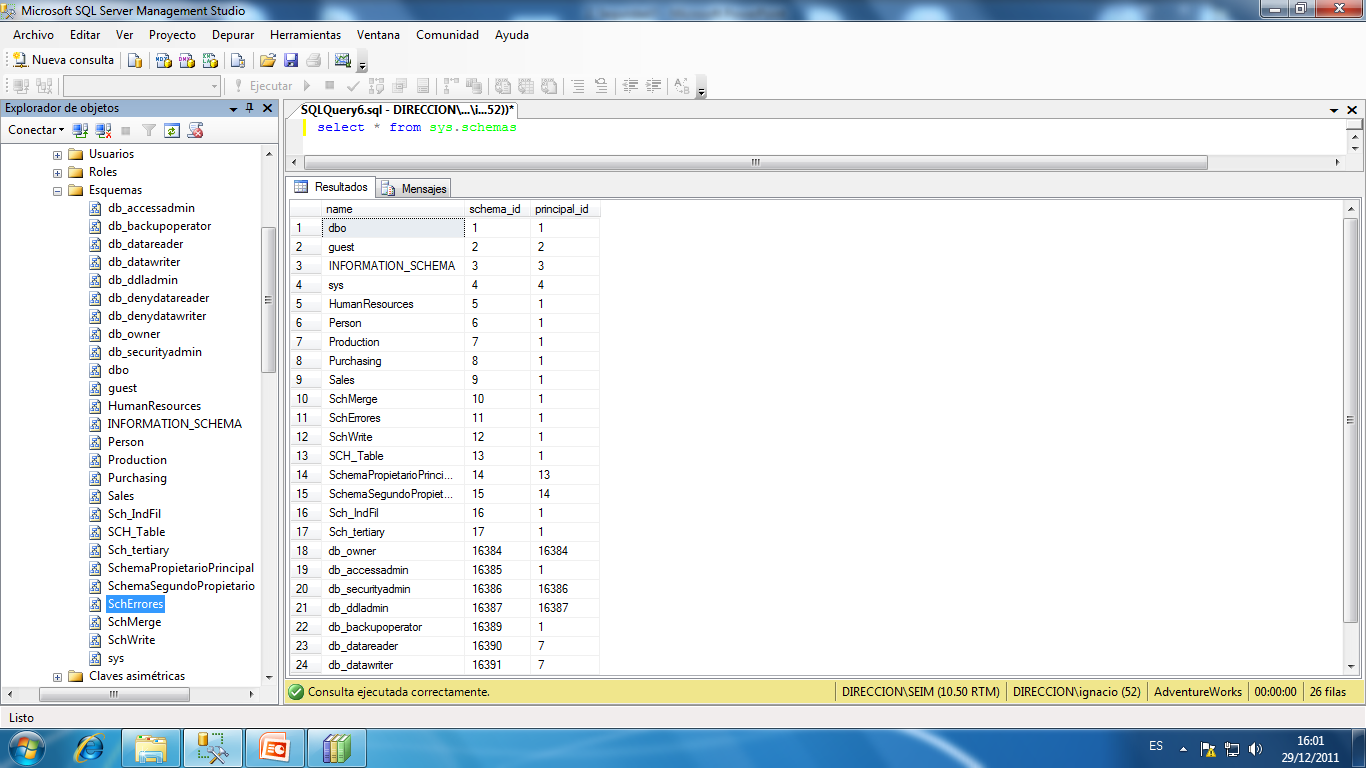 Microsoft SQL Server Management Studio
Archivo Editar Ver Proyecto Depurar Herramientas Ventana Comunidad Ayuda
Nueva consulta
Ejecutar
Explorador de objetos
Conectar
Usuarios
Roles
Esquemas
db_accessadmin
db_backupoperator
db_datareader
db_datawriter
db_ddladmin
db_denydatareader
db_denydatawriter
db_owner
db_securityadmin
dbo
guest
HumanResources
INFORMATION_SCHEMA
Person
Production
Purchasing
Sales
Sch_IndFil
SCH_Table
Sch_tertiary
SchemaPropietarioPrincipal
SchemaSegundoPropietario
SchErrores
SchMerge
SchWrite
sys
Claves asimétricas
SQLQuery6.sql - DIRECCION\...\i...52))*
select * from sys.schemas
Resultados Mensajes
name schema_id principal_id
1 dbo 1 1
2 guest 2 2
3 INFORMATION_SCHEMA 3 3
4 sys 4 4
5 HumanResources 5 1
6 Person 6 1
7 Production 7 1
8 Purchasing 8 1
9 Sales 9 1
10 SchMerge 10 1
11 SchErrores 11 1
12 SchWrite 12 1
13 SCH_Table 13 1
14 SchemaPropietarioPrinci... 14 13
15 SchemaSegundoPropiet... 15 14
16 Sch_IndFil 16 1
17 Sch_tertiary 17 1
18 db_owner 16384 16384
19 db_accessadmin 16385 1
20 db_securityadmin 16386 16386
21 db_ddladmin 16387 16387
22 db_backupoperator 16389 1
23 db_datareader 16390 7
24 db_datawriter 16391 7
Consulta ejecutada correctamente. DIRECCION\SEIM (10.50 RTM) DIRECCION\ignacio (52) AdventureWorks 00:00:00 26 filas
Listo
ES 16:01
29/12/2011